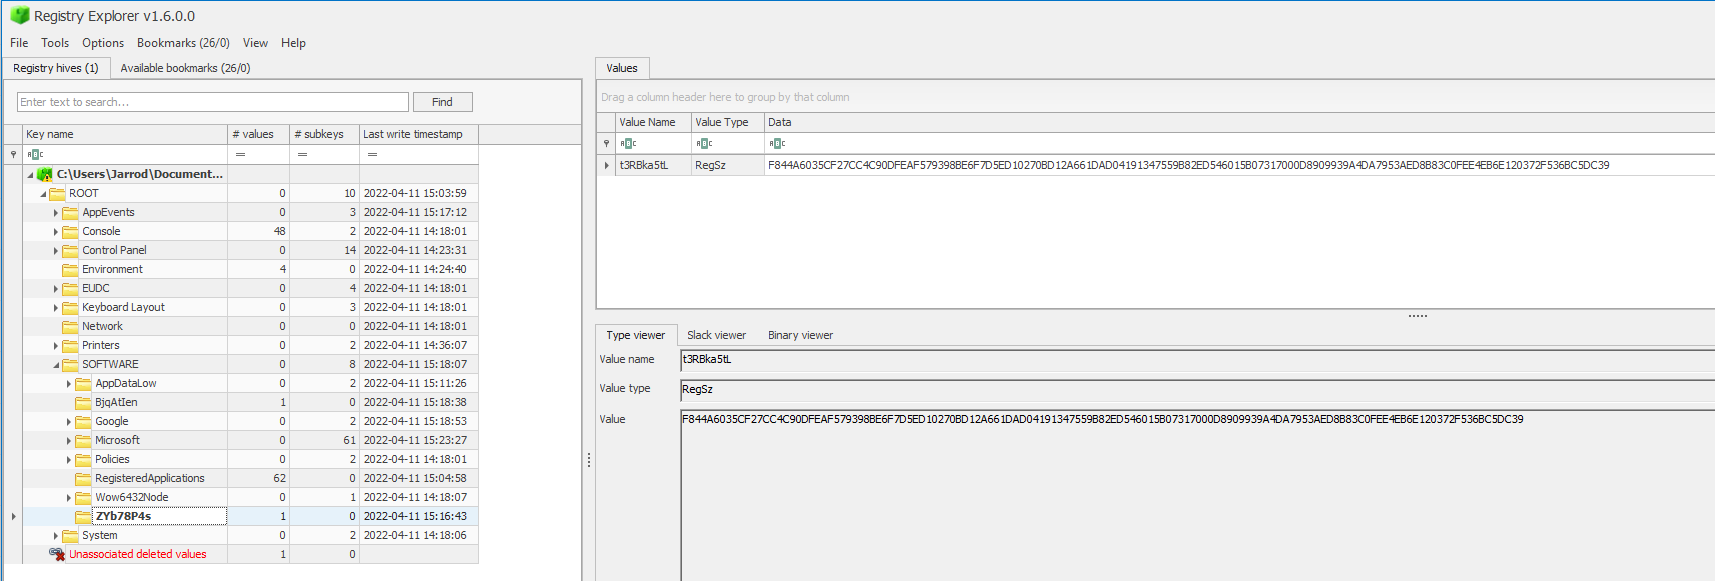 Registry Explorer v1.6.0.0
File Tools Options Bookmarks (26/0) View Help
Registry hives (1) Available bookmarks (26/0)
Enter text to search... Find
Key name # values # subkeys Last write timestamp
= = =
C:\Users\Jarrod\Document...
ROOT 0 10 2022-04-11 15:03:59
AppEvents 0 3 2022-04-11 15:17:12
Console 48 2 2022-04-11 14:18:01
Control Panel 0 14 2022-04-11 14:23:31
Environment 4 0 2022-04-11 14:24:40
EUDC 0 4 2022-04-11 14:18:01
Keyboard Layout 0 3 2022-04-11 14:18:01
Network 0 0 2022-04-11 14:18:01
Printers 0 2 2022-04-11 14:36:07
SOFTWARE 0 8 2022-04-11 15:18:07
AppDataLow 0 2 2022-04-11 15:11:26
BjqAtIen 1 0 2022-04-11 15:18:38
Google 0 2 2022-04-11 15:18:53
Microsoft 0 61 2022-04-11 15:23:27
Policies 0 2 2022-04-11 14:18:01
RegisteredApplications 62 0 2022-04-11 15:04:58
Wow6432Node 0 1 2022-04-11 14:18:07
ZYb78P4s 1 0 2022-04-11 15:16:43
System 0 2 2022-04-11 14:18:06
Unassociated deleted values 1 0
Values
Drag a column header here to group by that column
Value Name Value Type Data
t3RBka5tL RegSz F844A6035CF27CC4C90DFEAF579398BE6F7D5ED10270BD12A661DAD04191347559B82ED546015B07317000D8909939A4DA7953AED8B83C0FEE4EB6E120372F536BC5DC39
Type viewer Slack viewer Binary viewer
Value name t3RBka5tL
Value type RegSz
Value F844A6035CF27CC4C90DFEAF579398BE6F7D5ED10270BD12A661DAD04191347559B82ED546015B07317000D8909939A4DA7953AED8B83C0FEE4EB6E120372F536BC5DC39